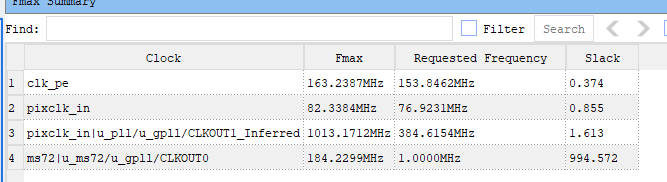 Fmax Summary
Find: Filter Search
Clock Fmax Requested Frequency Slack
1 clk_pe 163.2387MHz 153.8462MHz 0.374
2 pixclk_in 82.3384MHz 76.9231MHz 0.855
3 pixclk_in|u_pll/u_gpll/CLKOUT1_Inferred 1013.1712MHz 384.6154MHz 1.613
4 ms72|u_ms72/u_gpll/CLKOUT0 184.2299MHz 1.0000MHz 994.572